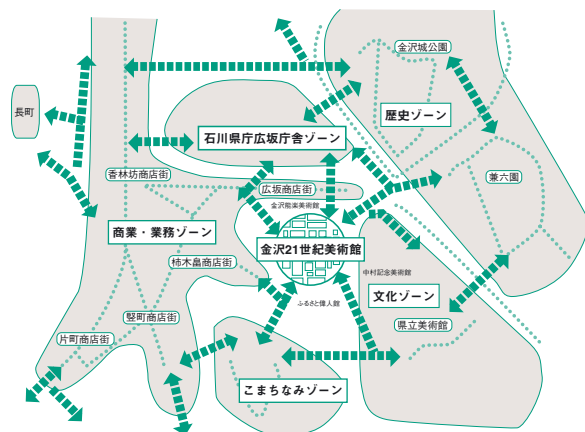 金沢城公園
長町
歴史ゾーン
石川県庁広坂庁舎ゾーン
香林坊商店街
兼六園
広坂商店街
金沢能楽美術館
商業・業務ゾーン
金沢21世紀美術館
柿木畠商店街
中村記念美術館
文化ゾーン
ふるさと偉人館
竪町商店街
県立美術館
片町商店街
こまちなみゾーン